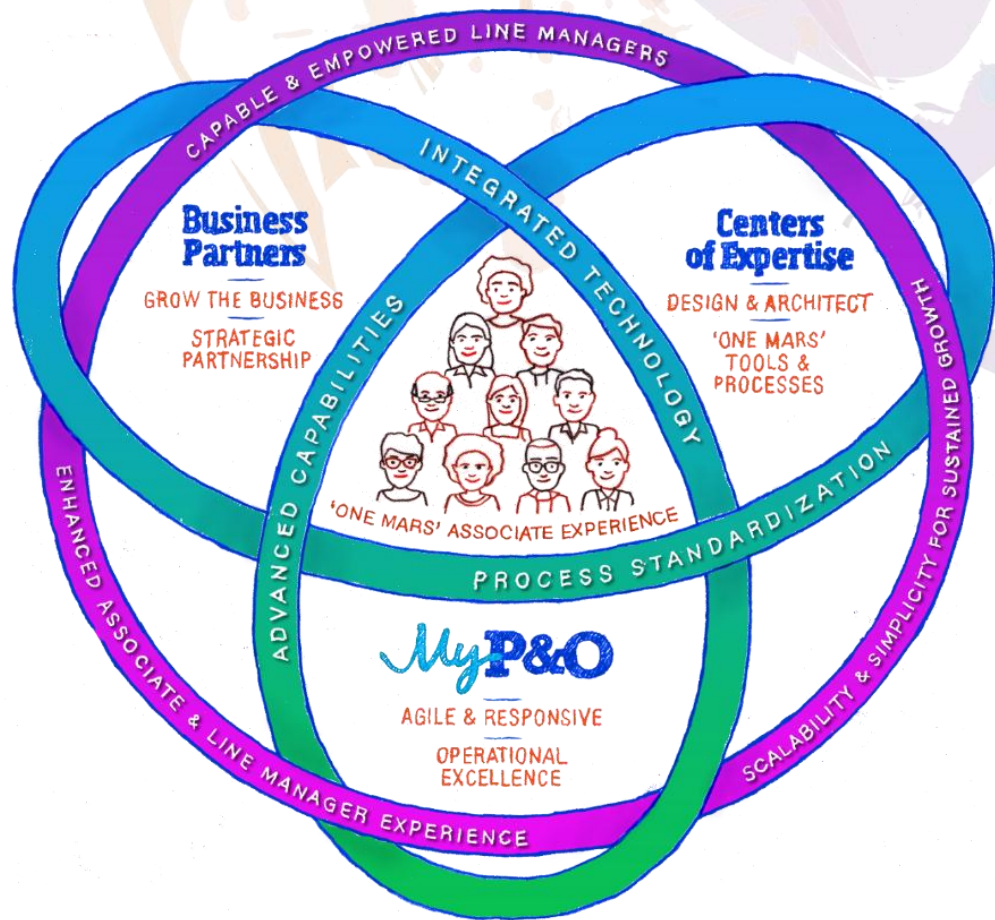 CAPABLE & EMPOWERED LINE MANAGERS
INTEGRATED TECHNOLOGY
Business
Partners
GROW THE BUSINESS
STRATEGIC
PARTNERSHIP
Centers
of Expertise
DESIGN & ARCHITECT
'ONE MARS'
TOOLS &
PROCESSES
ADVANCED CAPABILITIES
'ONE MARS' ASSOCIATE EXPERIENCE
PROCESS STANDARDIZATION
ENHANCED ASSOCIATE & LINE MANAGER EXPERIENCE
SCALABILITY & SIMPLICITY FOR SUSTAINED GROWTH
My P&O
AGILE & RESPONSIVE
OPERATIONAL
EXCELLENCE